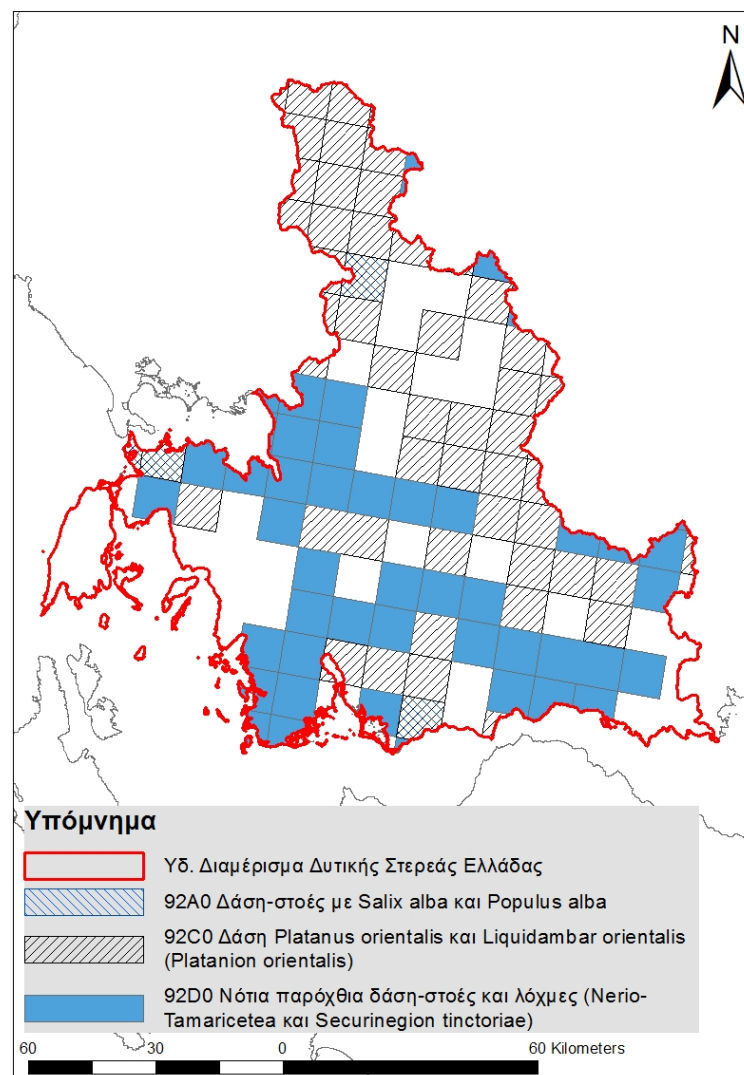 N
Υπόμνημα
Υδ. Διαμέρισμα Δυτικής Στερεάς Ελλάδας
92A0 Δάση-στοές με Salix alba και Populus alba
92C0 Δάση Platanus orientalis και Liquidambar orientalis
(Platanion orientalis)
92D0 Νότια παρόχθια δάση-στοές και λόχμες (Nerio-
Tamaricetea και Securinegion tinctoriae)
60 30 0 60 Kilometers